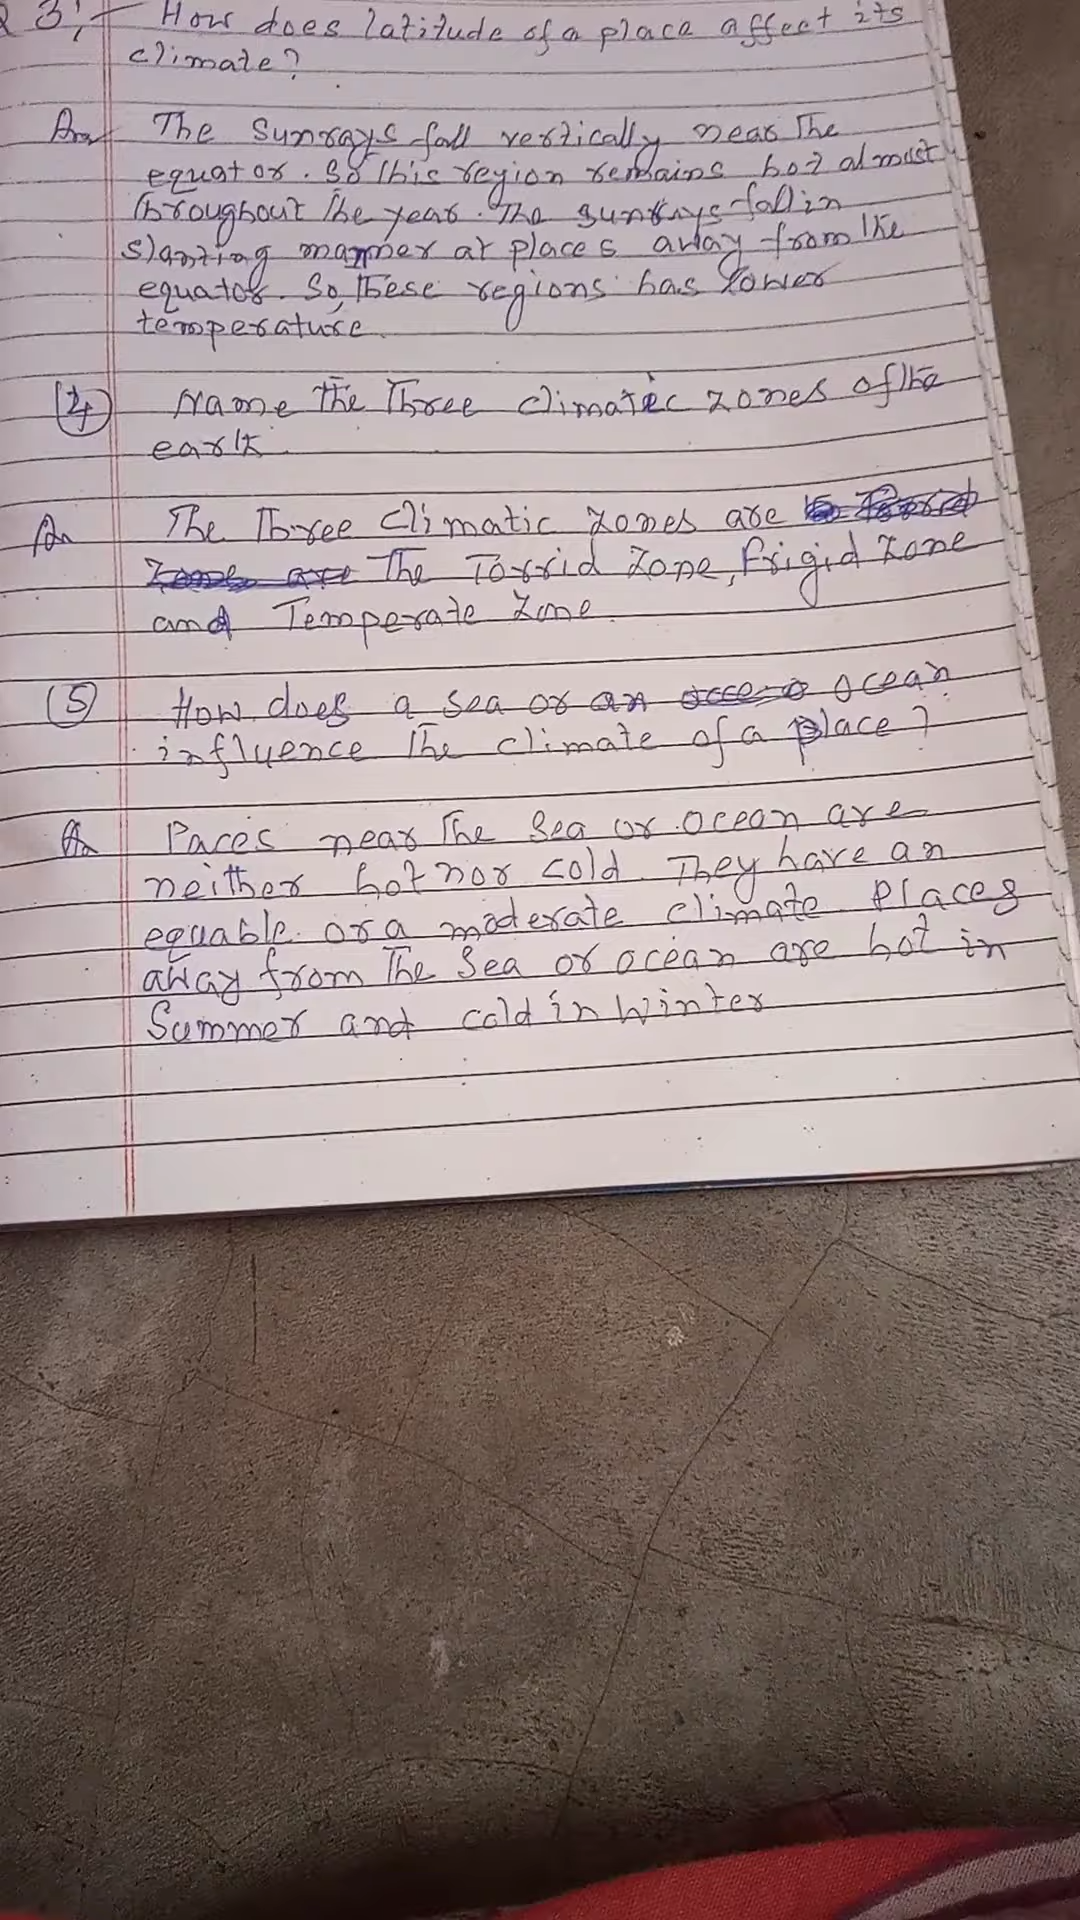 Q 3. How does latitude of a place affect its
climate?
Ans The Sunrays fall vertically near The
equator. So this region remains hot almost
throughout the year. The sunrays fall in
slanting manner at places away from the
equator. So, these regions has lower
temperature.
(4) Name the Three climatic zones of the
earth.
An The Three Climatic zones are
The Torrid Zone, Frigid Zone
and Temperate Zone.
(5) How does a sea or ocean
influence The climate of a place?
An Paces near The Sea or ocean are
neither hot nor cold. They have an
equable or a moderate climate. Places
away from The Sea or ocean are hot in
Summer and cold in Winter